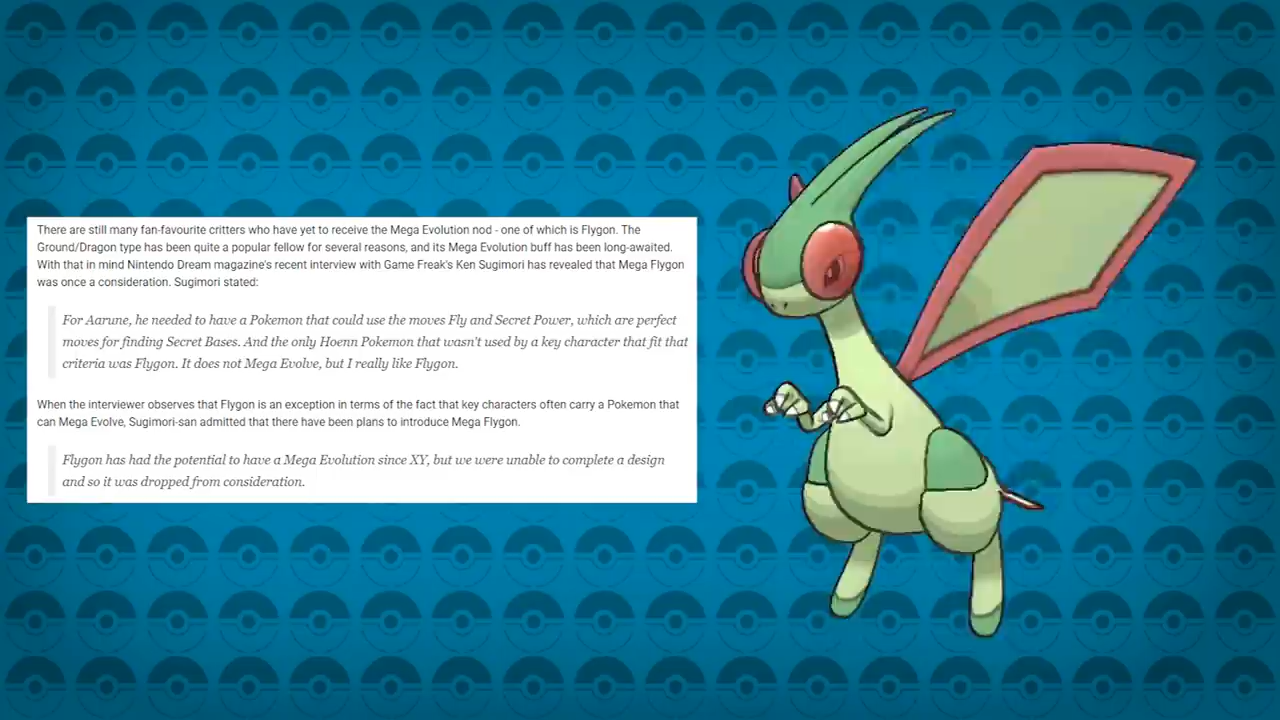 There are still many fan-favourite critters who have yet to receive the Mega Evolution nod - one of which is Flygon. The
Ground/Dragon type has been quite a popular fellow for several reasons, and its Mega Evolution buff has been long-awaited.
With that in mind Nintendo Dream magazine's recent interview with Game Freak's Ken Sugimori has revealed that Mega Flygon
was once a consideration. Sugimori stated:
For Aarune, he needed to have a Pokemon that could use the moves Fly and Secret Power, which are perfect
moves for finding Secret Bases. And the only Hoenn Pokemon that wasn't used by a key character that fit that
criteria was Flygon. It does not Mega Evolve, but I really like Flygon.
When the interviewer observes that Flygon is an exception in terms of the fact that key characters often carry a Pokemon that
can Mega Evolve, Sugimori-san admitted that there have been plans to introduce Mega Flygon.
Flygon has had the potential to have a Mega Evolution since XY, but we were unable to complete a design
and so it was dropped from consideration.